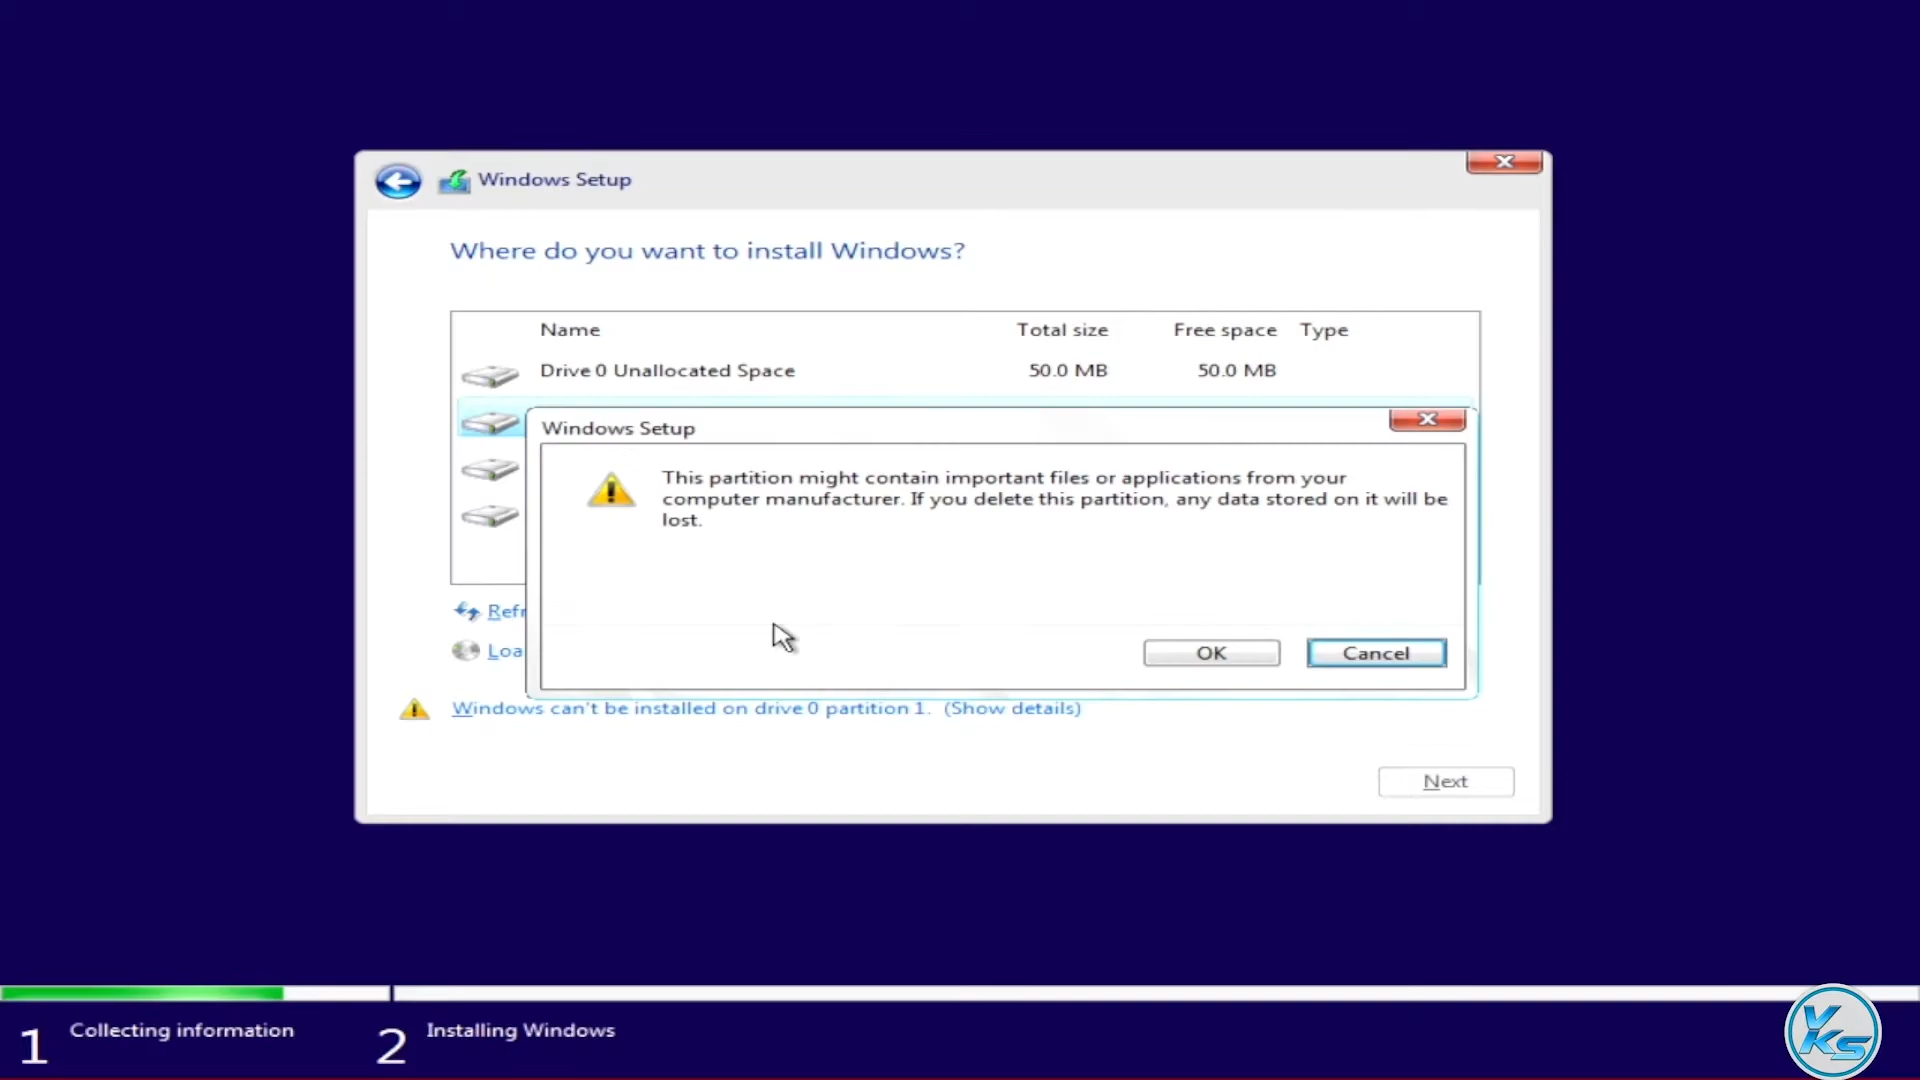 Windows Setup
Where do you want to install Windows?
Name Total size Free space Type
Drive 0 Unallocated Space 50.0 MB 50.0 MB
Windows Setup
This partition might contain important files or applications from your
computer manufacturer. If you delete this partition, any data stored on it will be
lost.
OK Cancel
Refr
Loa
Windows can't be installed on drive 0 partition 1. (Show details)
Next
1 Collecting information 2 Installing Windows
VKS